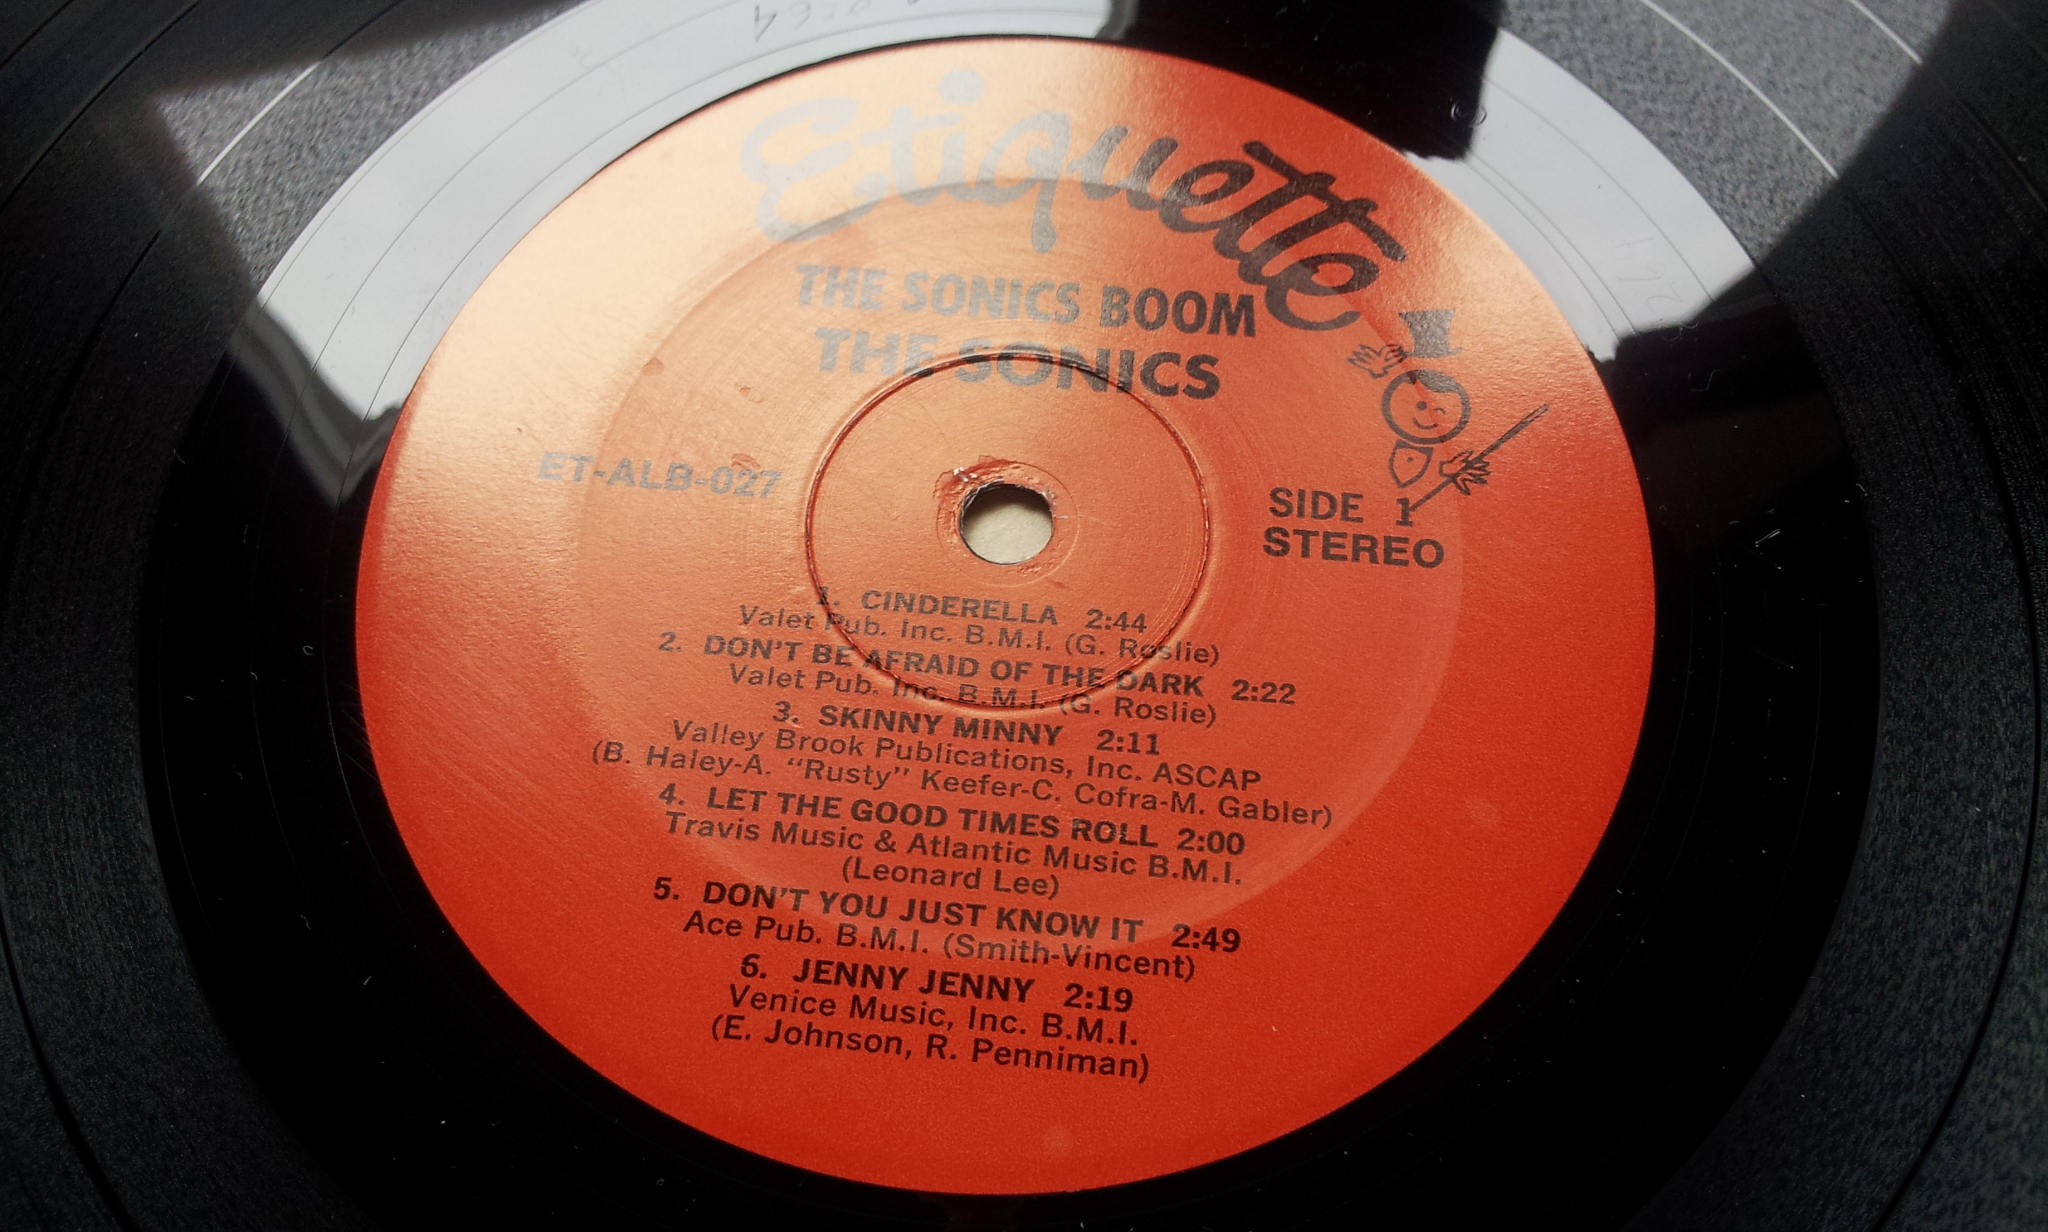 Etiquette
THE SONICS BOOM
THE SONICS
ET-ALB-027
SIDE 1
STEREO
1. CINDERELLA 2:44
Valet Pub. Inc. B.M.I. (G. Roslie)
2. DON'T BE AFRAID OF THE DARK 2:22
Valet Pub. Inc. B.M.I. (G. Roslie)
3. SKINNY MINNY 2:11
Valley Brook Publications, Inc. ASCAP
(B. Haley-A. "Rusty" Keefer-C. Cofra-M. Gabler)
4. LET THE GOOD TIMES ROLL 2:00
Travis Music & Atlantic Music B.M.I.
(Leonard Lee)
5. DON'T YOU JUST KNOW IT 2:49
Ace Pub. B.M.I. (Smith-Vincent)
6. JENNY JENNY 2:19
Venice Music, Inc. B.M.I.
(E. Johnson, R. Penniman)